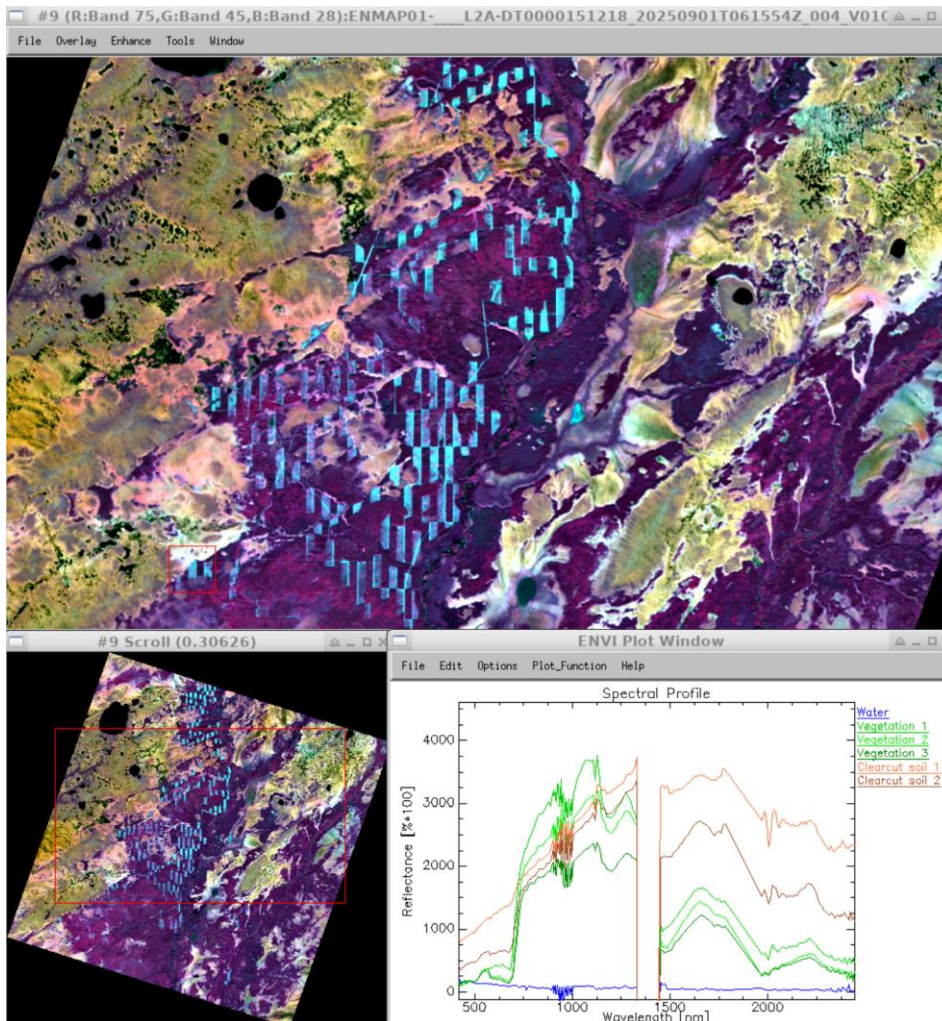 #9 (R:Band 75,G:Band 45,B:Band 28):ENMAP01-____L2A-DT0000151218_20250901T061554Z_004_V010
File Overlay Enhance Tools Window
#9 Scroll (0.30626)
ENVI Plot Window
File Edit Options Plot_Function Help
Spectral Profile
Water
Vegetation 1
Vegetation 2
Vegetation 3
Clearcut soil 1
Clearcut soil 2
Reflectance [%*100]
4000
3000
2000
1000
0
500 1000 1500 2000
Wavelength [nm]